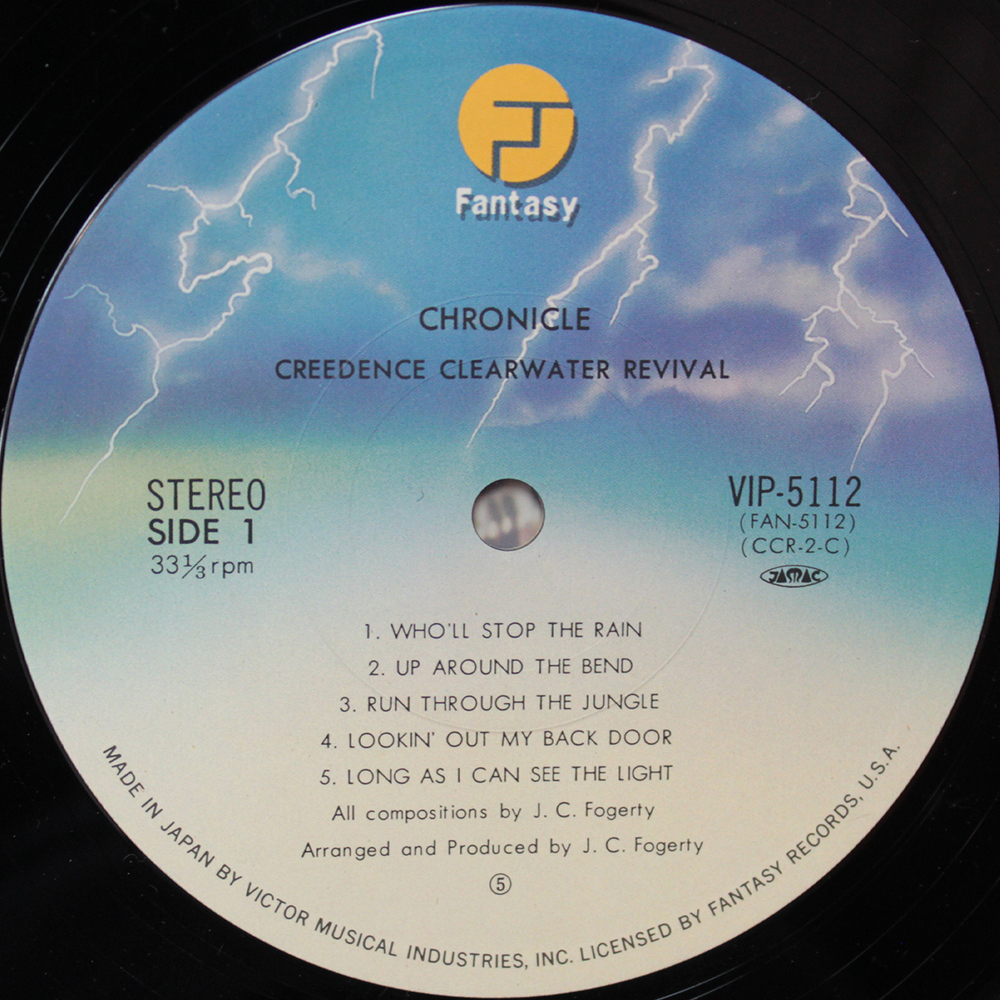 Fantasy
CHRONICLE
CREEDENCE CLEARWATER REVIVAL
STEREO
SIDE 1
33⅓rpm
VIP-5112
(FAN-5112)
(CCR-2-C)
JASRAC
1. WHO'LL STOP THE RAIN
2. UP AROUND THE BEND
3. RUN THROUGH THE JUNGLE
4. LOOKIN' OUT MY BACK DOOR
5. LONG AS I CAN SEE THE LIGHT
All compositions by J. C. Fogerty
Arranged and Produced by J. C. Fogerty
⑤
MADE IN JAPAN BY VICTOR MUSICAL INDUSTRIES, INC. LICENSED BY FANTASY RECORDS, U.S.A.